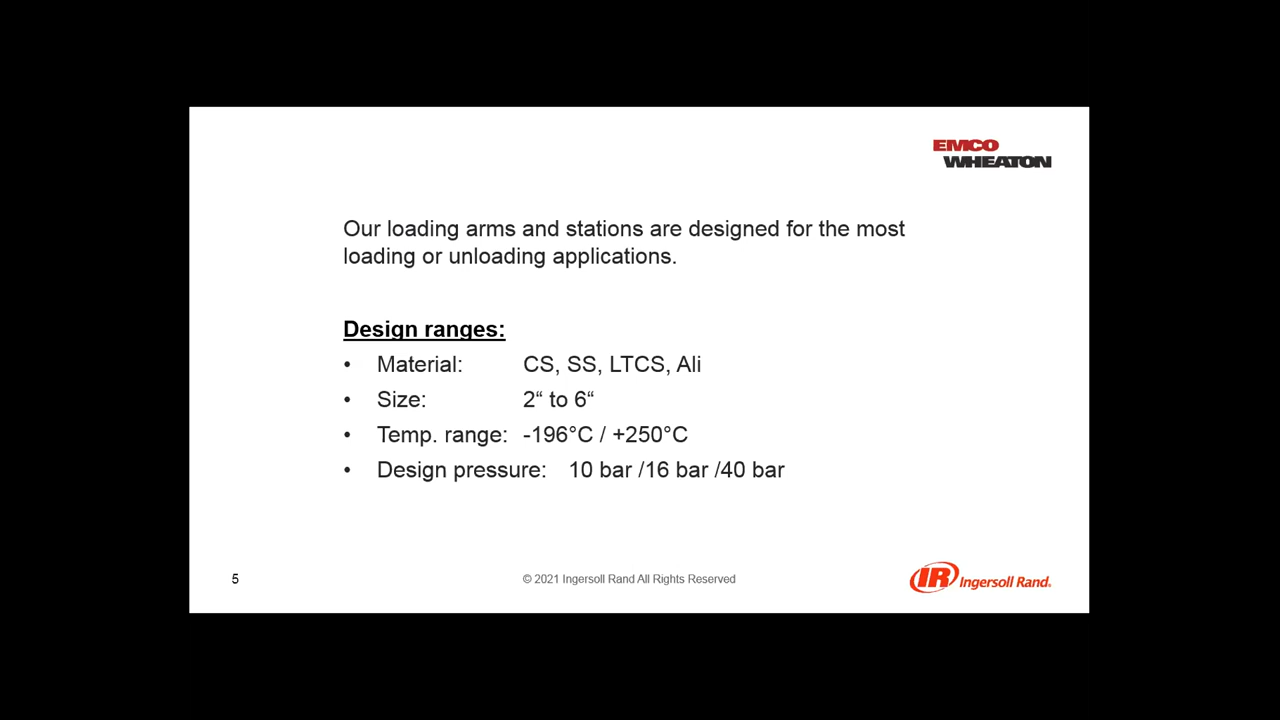 EMCO
WHEATON
Our loading arms and stations are designed for the most
loading or unloading applications.
Design ranges:
• Material: CS, SS, LTCS, Ali
• Size: 2“ to 6“
• Temp. range: -196°C / +250°C
• Design pressure: 10 bar /16 bar /40 bar
5
© 2021 Ingersoll Rand All Rights Reserved
IR Ingersoll Rand.